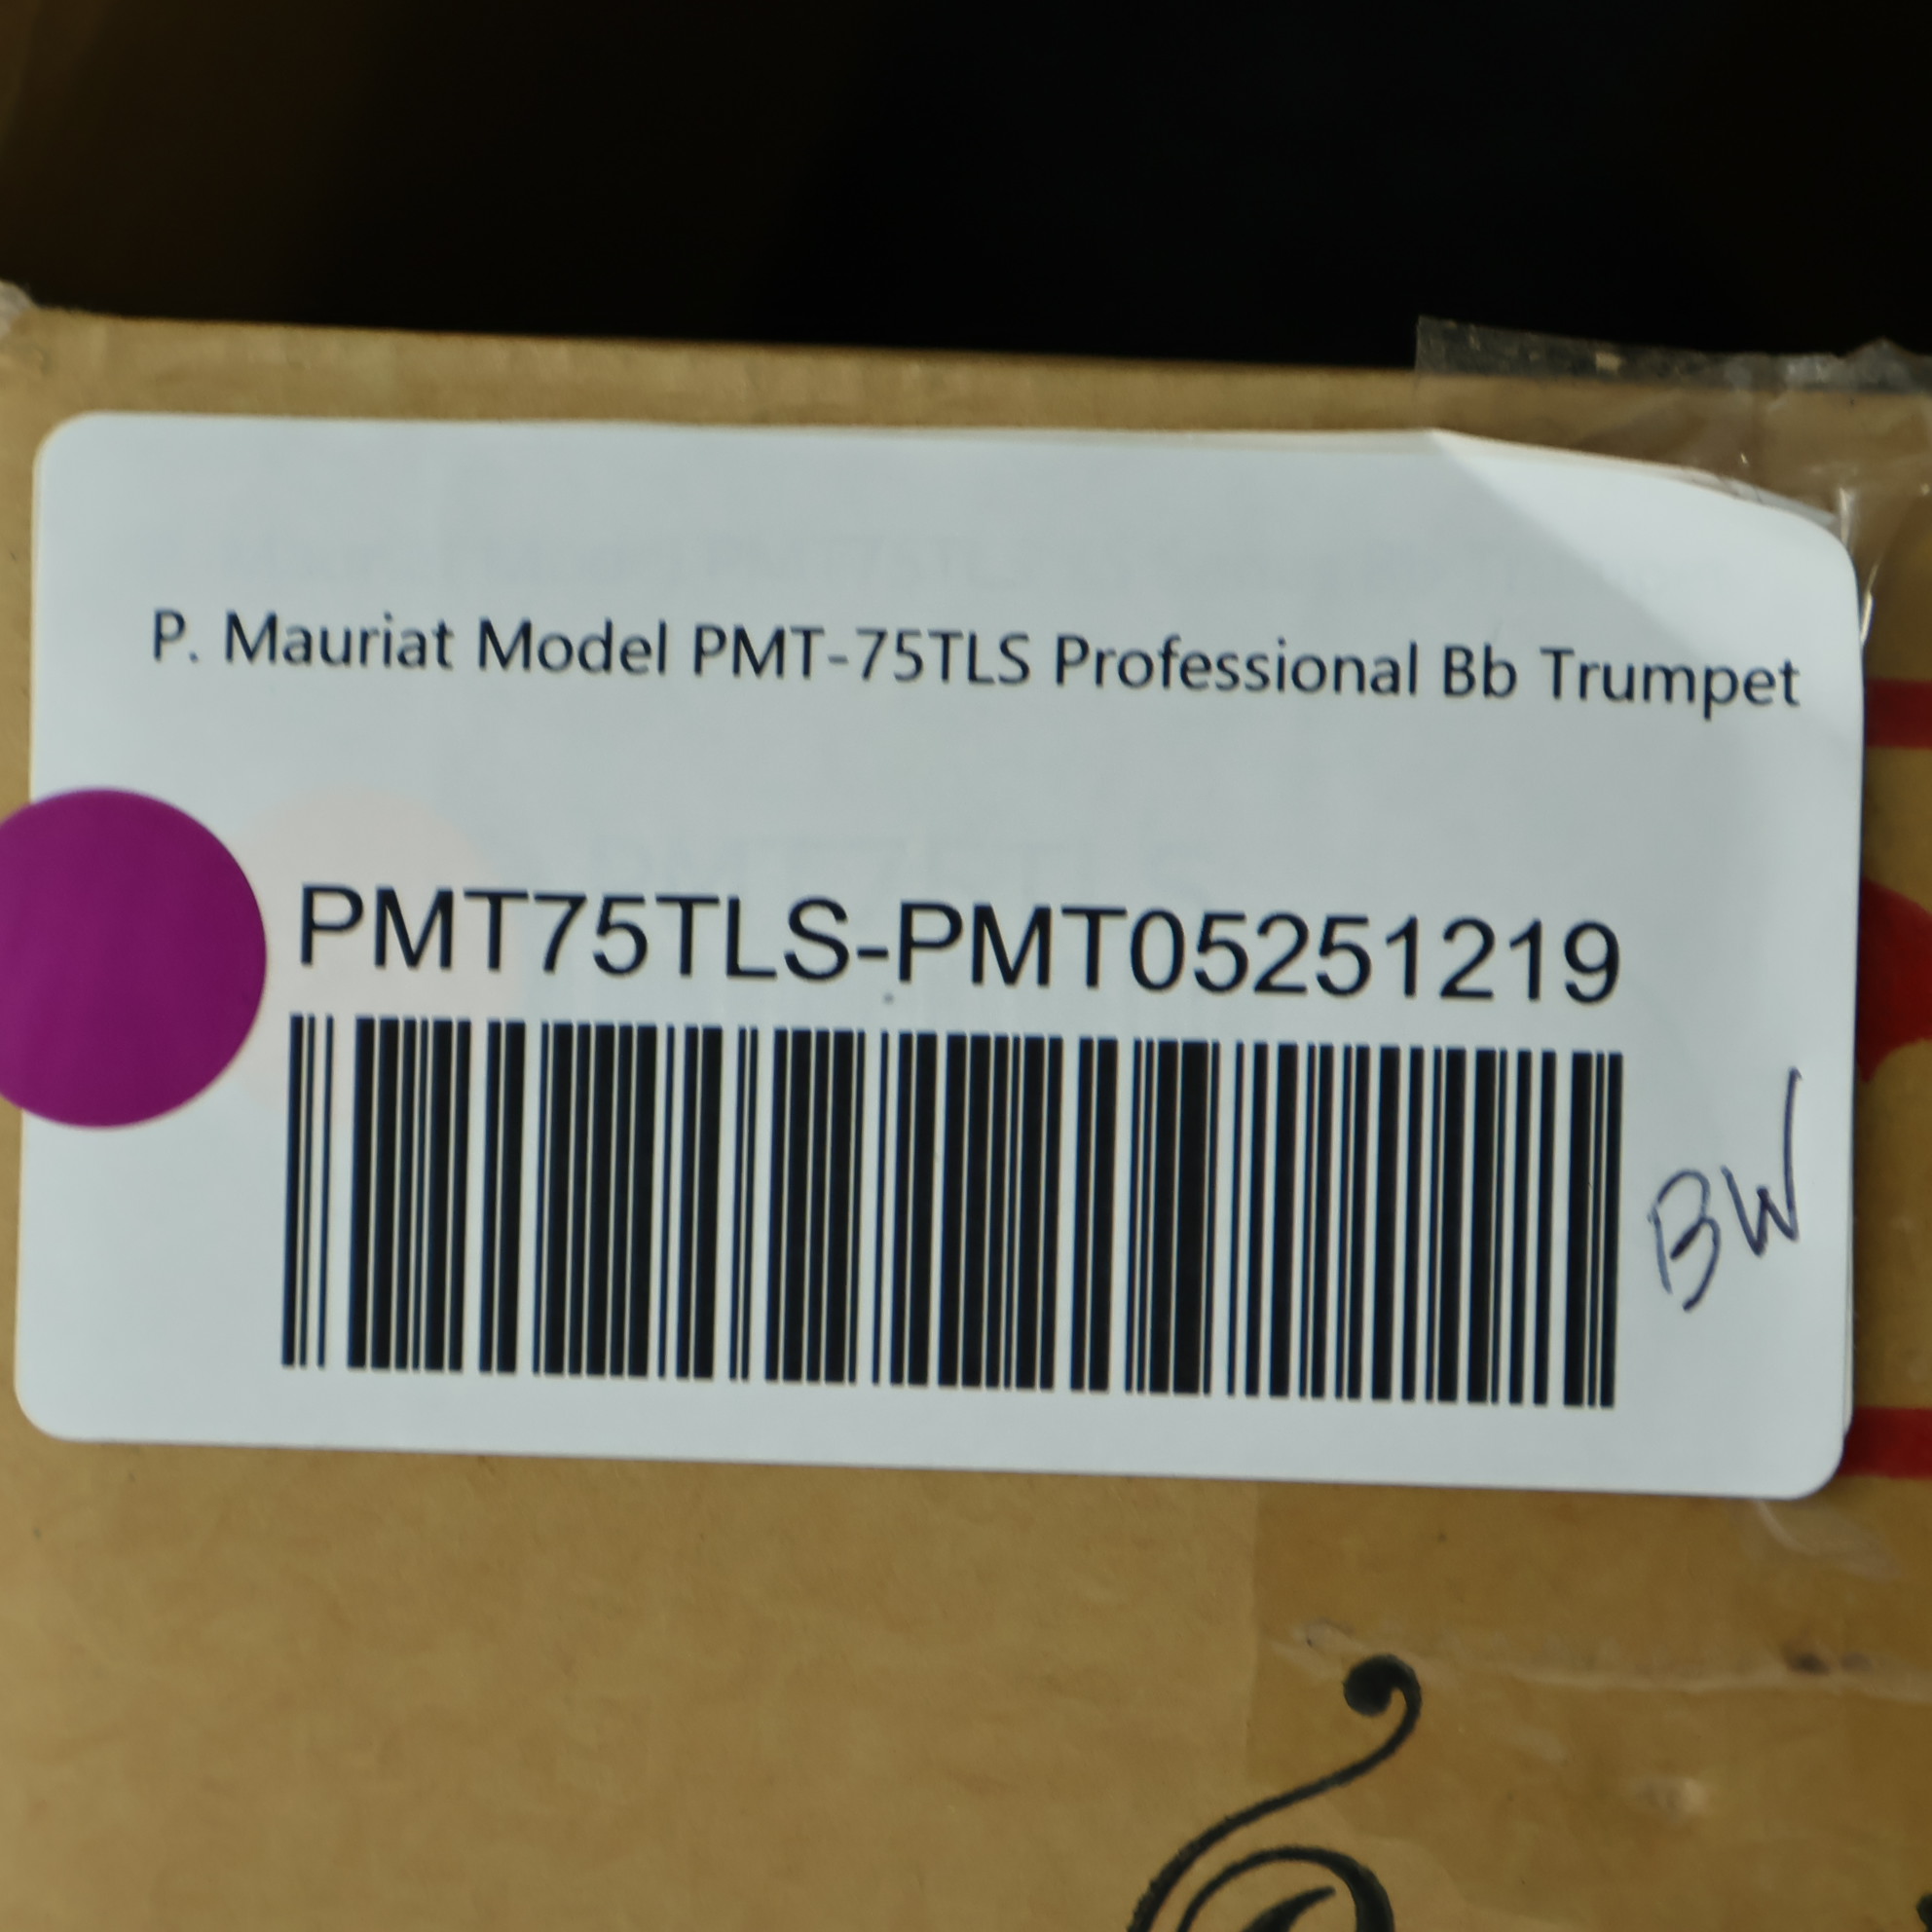 P. Mauriat Model PMT-75TLS Professional Bb Trumpet
PMT75TLS-PMT05251219
BW